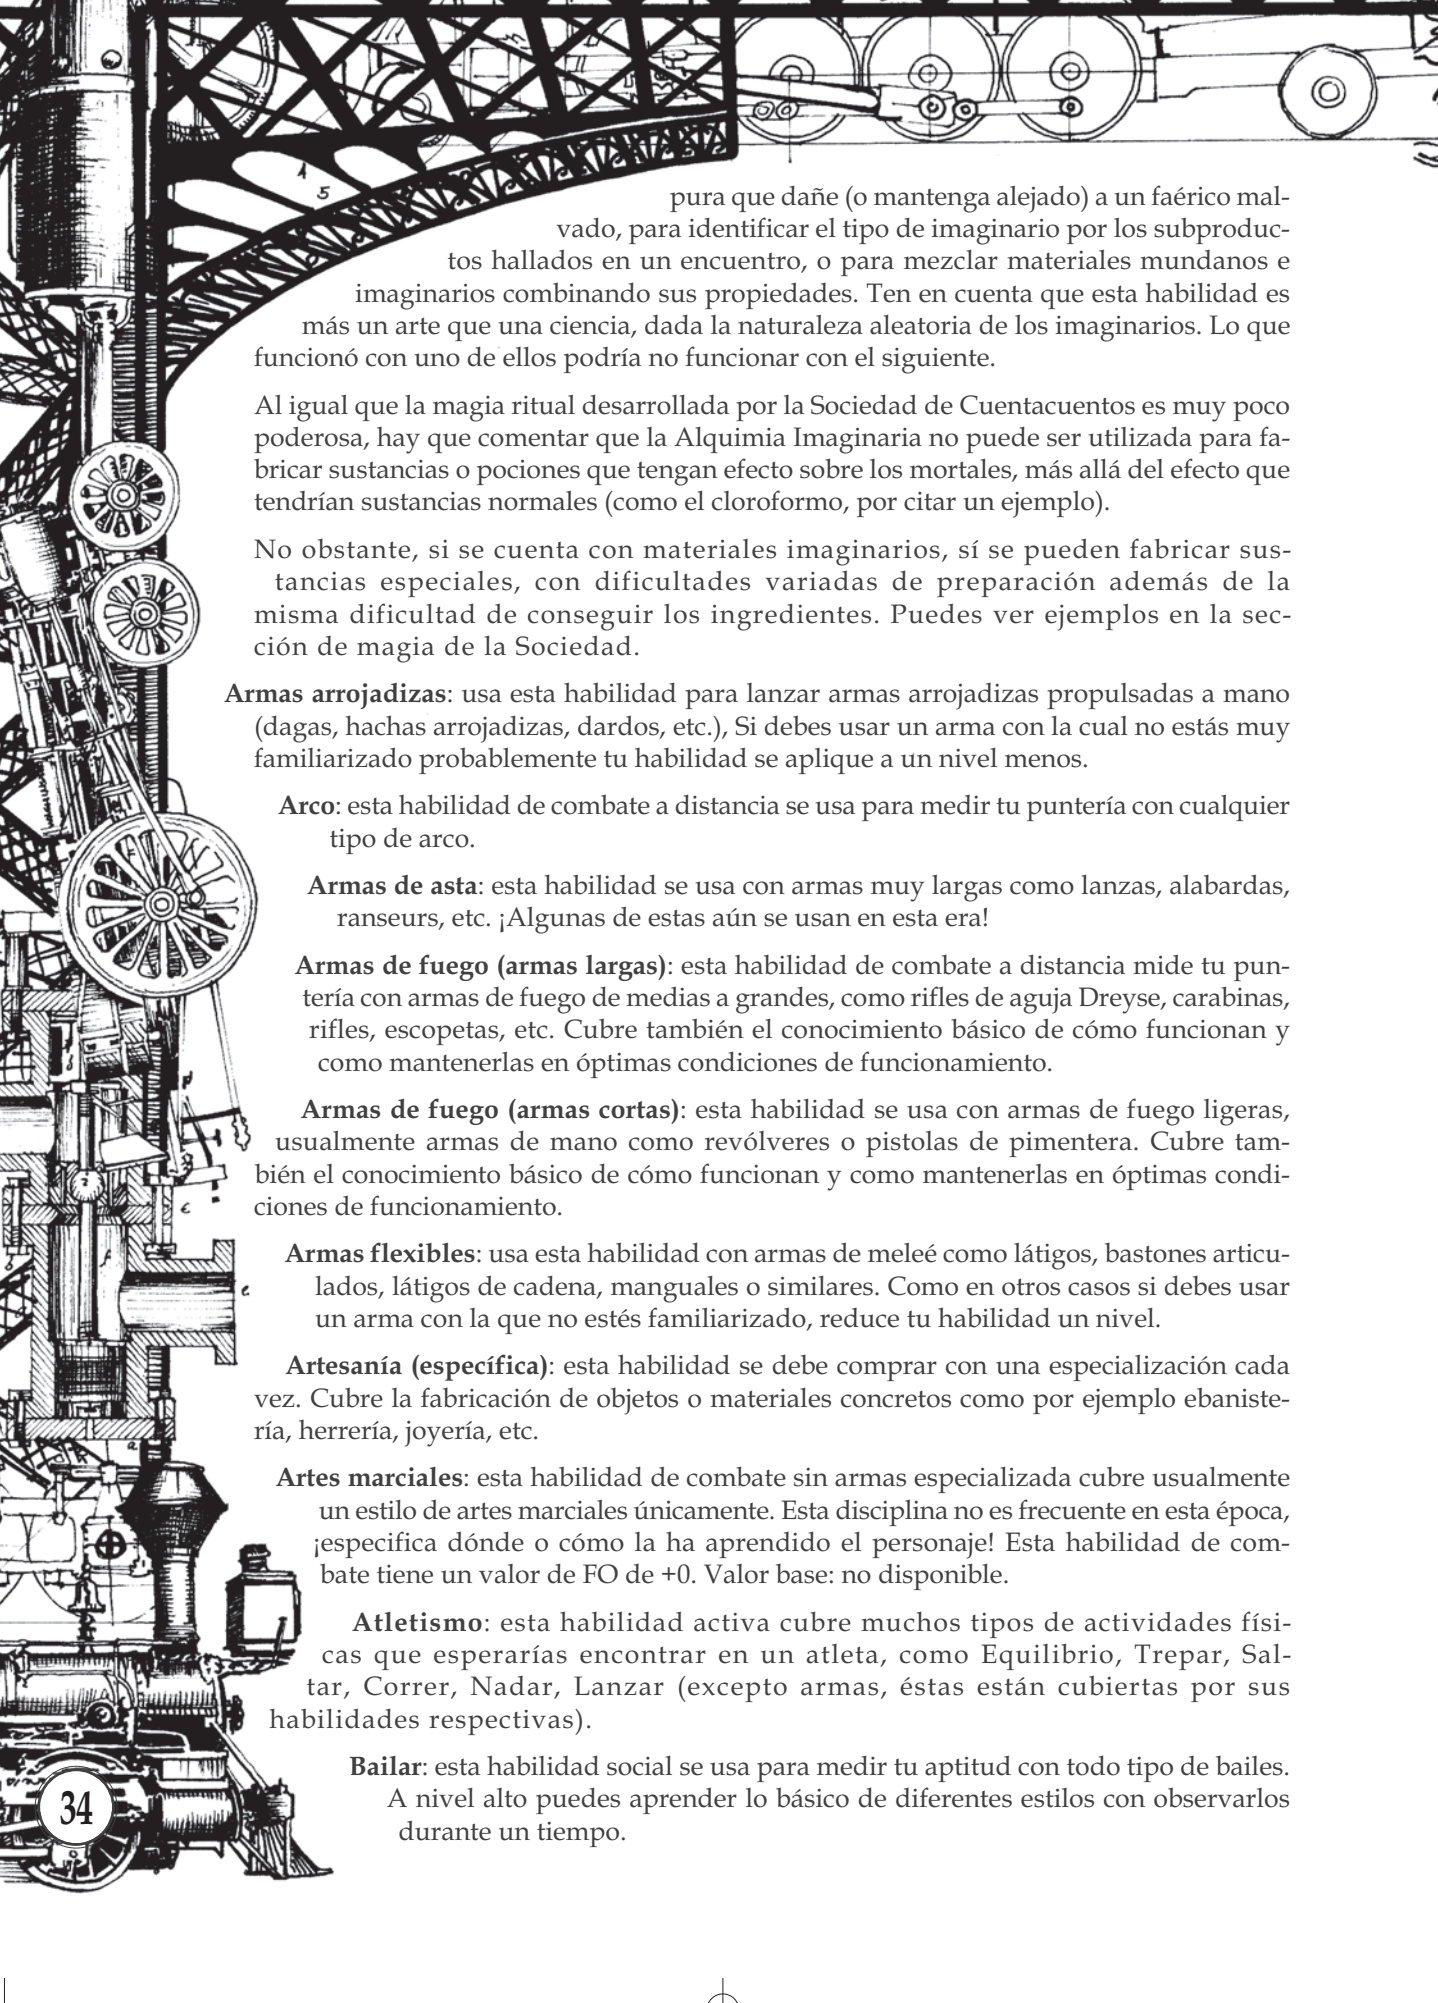 pura que dañe (o mantenga alejado) a un faérico mal-
vado, para identificar el tipo de imaginario por los subproduc-
tos hallados en un encuentro, o para mezclar materiales mundanos e
imaginarios combinando sus propiedades. Ten en cuenta que esta habilidad es
más un arte que una ciencia, dada la naturaleza aleatoria de los imaginarios. Lo que
funcionó con uno de ellos podría no funcionar con el siguiente.
Al igual que la magia ritual desarrollada por la Sociedad de Cuentacuentos es muy poco
poderosa, hay que comentar que la Alquimia Imaginaria no puede ser utilizada para fa-
bricar sustancias o pociones que tengan efecto sobre los mortales, más allá del efecto que
tendrían sustancias normales (como el cloroformo, por citar un ejemplo).
No obstante, si se cuenta con materiales imaginarios, sí se pueden fabricar sus-
tancias especiales, con dificultades variadas de preparación además de la
misma dificultad de conseguir los ingredientes. Puedes ver ejemplos en la sec-
ción de magia de la Sociedad.
Armas arrojadizas: usa esta habilidad para lanzar armas arrojadizas propulsadas a mano
(dagas, hachas arrojadizas, dardos, etc.), Si debes usar un arma con la cual no estás muy
familiarizado probablemente tu habilidad se aplique a un nivel menos.
Arco: esta habilidad de combate a distancia se usa para medir tu puntería con cualquier
tipo de arco.
Armas de asta: esta habilidad se usa con armas muy largas como lanzas, alabardas,
ranseurs, etc. ¡Algunas de estas aún se usan en esta era!
Armas de fuego (armas largas): esta habilidad de combate a distancia mide tu pun-
tería con armas de fuego de medias a grandes, como rifles de aguja Dreyse, carabinas,
rifles, escopetas, etc. Cubre también el conocimiento básico de cómo funcionan y
como mantenerlas en óptimas condiciones de funcionamiento.
Armas de fuego (armas cortas): esta habilidad se usa con armas de fuego ligeras,
usualmente armas de mano como revólveres o pistolas de pimentera. Cubre tam-
bién el conocimiento básico de cómo funcionan y como mantenerlas en óptimas condi-
ciones de funcionamiento.
Armas flexibles: usa esta habilidad con armas de meleé como látigos, bastones articu-
lados, látigos de cadena, manguales o similares. Como en otros casos si debes usar
un arma con la que no estés familiarizado, reduce tu habilidad un nivel.
Artesanía (específica): esta habilidad se debe comprar con una especialización cada
vez. Cubre la fabricación de objetos o materiales concretos como por ejemplo ebaniste-
ría, herrería, joyería, etc.
Artes marciales: esta habilidad de combate sin armas especializada cubre usualmente
un estilo de artes marciales únicamente. Esta disciplina no es frecuente en esta época,
¡especifica dónde o cómo la ha aprendido el personaje! Esta habilidad de com-
bate tiene un valor de FO de +0. Valor base: no disponible.
Atletismo: esta habilidad activa cubre muchos tipos de actividades físi-
cas que esperarías encontrar en un atleta, como Equilibrio, Trepar, Sal-
tar, Correr, Nadar, Lanzar (excepto armas, éstas están cubiertas por sus
habilidades respectivas).
Bailar: esta habilidad social se usa para medir tu aptitud con todo tipo de bailes.
A nivel alto puedes aprender lo básico de diferentes estilos con observarlos
durante un tiempo.
34